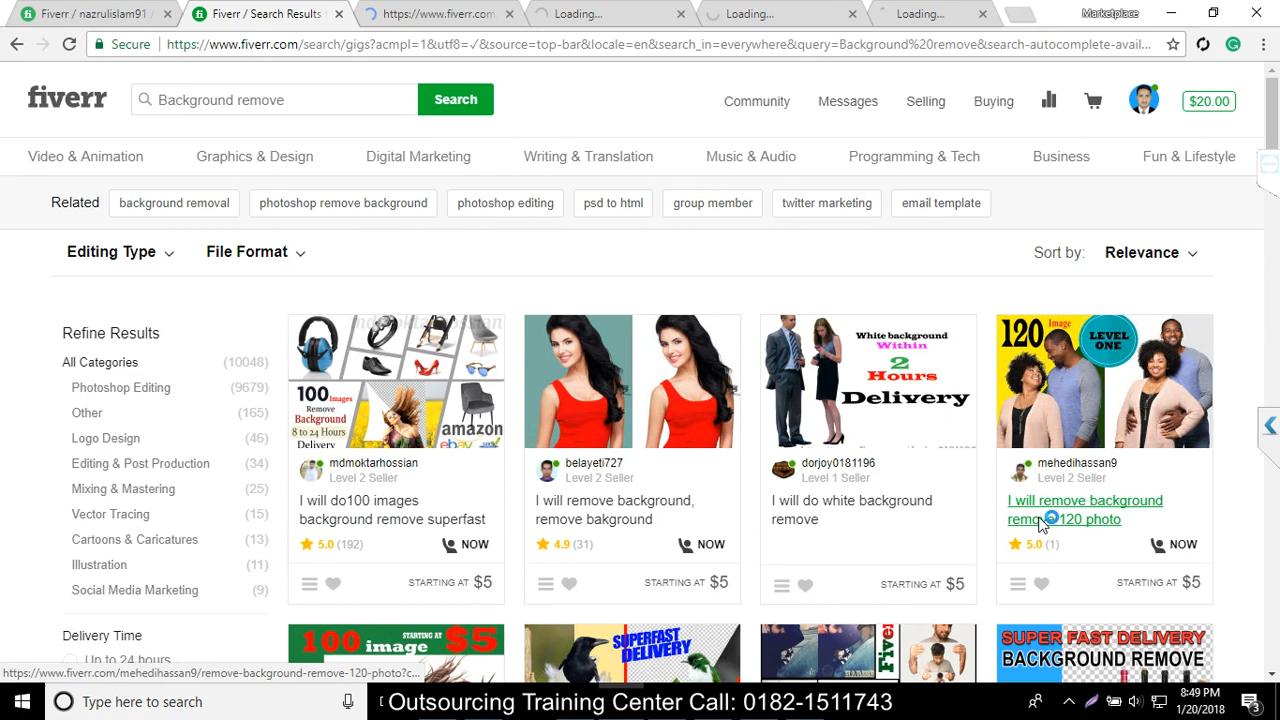 Fiverr / nazrulislam91
Fiverr / Search Results
https://www.fiverr.com
Loading...
Loading...
Loading...
Marketplace
Secure
https://www.fiverr.com/search/gigs?acmpl=1&utf8=✓&source=top-bar&locale=en&search_in=everywhere&query=Background%20remove&search-autocomplete-avail...
fiverr
Background remove
Search
Community
Messages
Selling
Buying
$20.00
Video & Animation
Graphics & Design
Digital Marketing
Writing & Translation
Music & Audio
Programming & Tech
Business
Fun & Lifestyle
Related
background removal
photoshop remove background
photoshop editing
psd to html
group member
twitter marketing
email template
Editing Type
File Format
Sort by:
Relevance
Refine Results
All Categories (10048)
Photoshop Editing (9679)
Other (165)
Logo Design (46)
Editing & Post Production (34)
Mixing & Mastering (25)
Vector Tracing (15)
Cartoons & Caricatures (13)
Illustration (11)
Social Media Marketing (9)
Delivery Time
Up to 24 hours
mdmoktarhossian
100 Images
Remove
Background
8 to 24 Hours
Delivery
amazon
ebay
mdmoktarhossian
Level 2 Seller
I will do100 images
background remove superfast
5.0 (192)
NOW
STARTING AT $5
belayeti727
Level 2 Seller
I will remove background,
remove bakground
4.9 (31)
NOW
STARTING AT $5
White background
Within
2
Hours
Delivery
dorjoy0181196
Level 1 Seller
I will do white background
remove
NOW
STARTING AT $5
120 Image
LEVEL
ONE
mehedihassan9
Level 2 Seller
I will remove background
120 photo
5.0 (1)
NOW
STARTING AT $5
100 image
STARTING AT $5
SUPERFAST
DELIVERY
Fiverr
SUPER FAST DELIVERY
BACKGROUND REMOVE
https://www.fiverr.com/mehedihassan9/remove-background-remove-120-photo?c...
Type here to search
Outsourcing Training Center Call: 0182-1511743
8:49 PM
1/20/2018
3